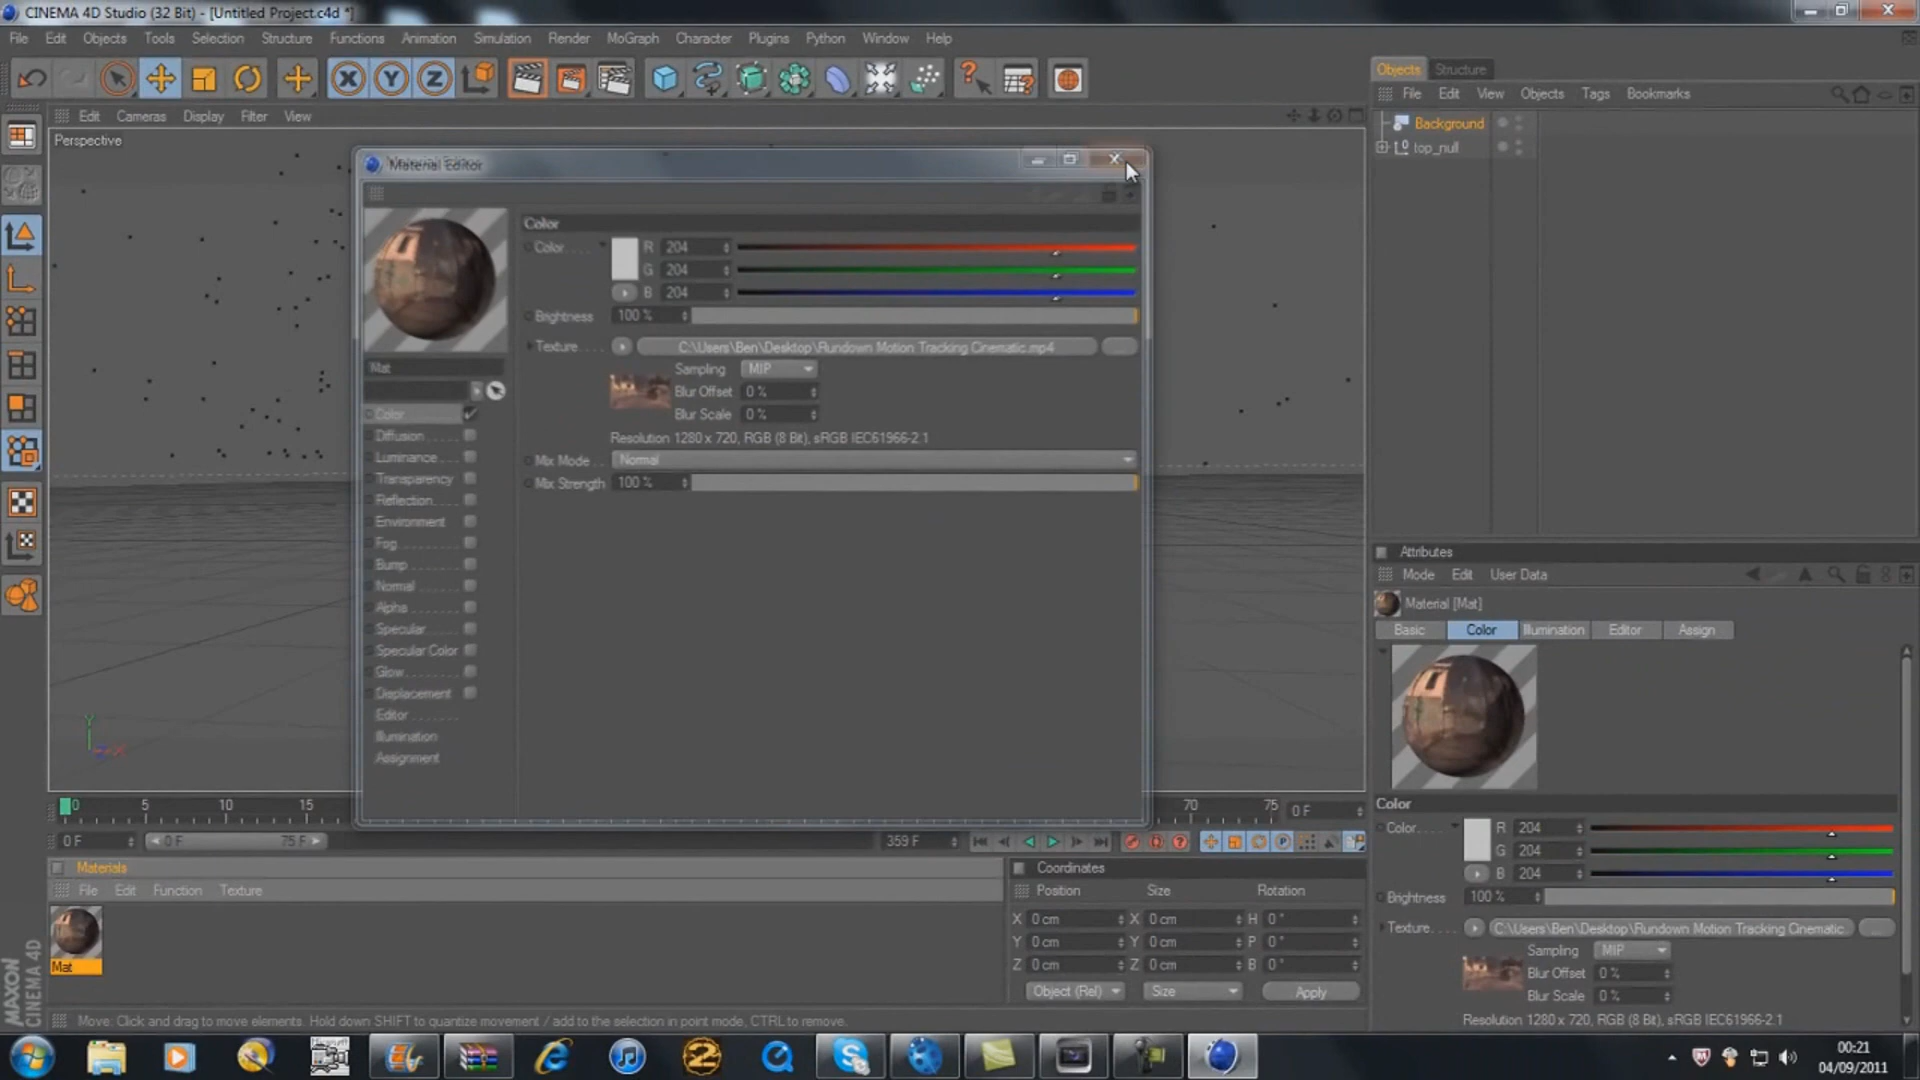 CINEMA 4D Studio (32 Bit) - [Untitled Project.c4d *]
File Edit Objects Tools Selection Structure Functions Animation Simulation Render MoGraph Character Plugins Python Window Help
Edit Cameras Display Filter View
Perspective
Material Editor
Color
Color R 204
G 204
B 204
Brightness 100 %
Texture C:\Users\Ben\Desktop\Rundown Motion Tracking Cinematic.mp4
Sampling MIP
Blur Offset 0 %
Blur Scale 0 %
Resolution 1280 x 720, RGB (8 Bit), sRGB IEC61966-2.1
Mix Mode Normal
Mix Strength 100 %
Mat
Color
Diffusion
Luminance
Transparency
Reflection
Environment
Fog
Bump
Normal
Alpha
Specular
Specular Color
Glow
Displacement
Editor
Illumination
Assignment
Objects Structure
File Edit View Objects Tags Bookmarks
Background
top_null
Attributes
Mode Edit User Data
Material [Mat]
Basic Color Illumination Editor Assign
Color
Color R 204
G 204
B 204
Brightness 100 %
Texture C:\Users\Ben\Desktop\Rundown Motion Tracking Cinematic
Sampling MIP
Blur Offset 0 %
Blur Scale 0 %
Resolution 1280 x 720, RGB (8 Bit), sRGB IEC61966-2.1
0 5 10 15 70 75 0 F
0 F 0 F 75 F 359 F
Materials
File Edit Function Texture
Mat
Coordinates
Position Size Rotation
X 0 cm X 0 cm H 0 °
Y 0 cm Y 0 cm P 0 °
Z 0 cm Z 0 cm B 0 °
Object (Rel) Size Apply
MAXON
CINEMA 4D
Move: Click and drag to move elements. Hold down SHIFT to quantize movement / add to the selection in point mode, CTRL to remove.
00:21
04/09/2011